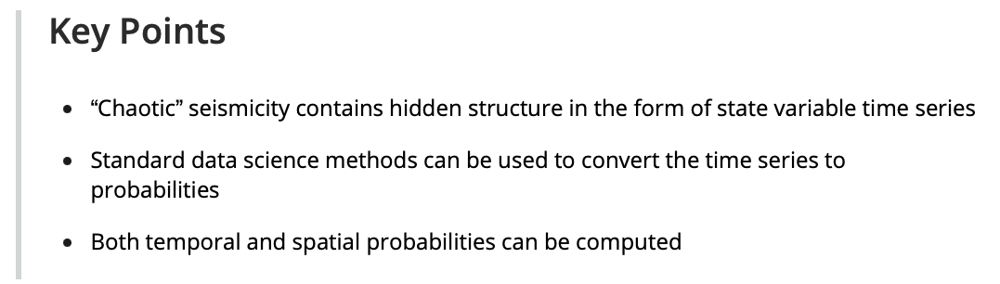 Key Points
• “Chaotic” seismicity contains hidden structure in the form of state variable time series
• Standard data science methods can be used to convert the time series to
probabilities
• Both temporal and spatial probabilities can be computed